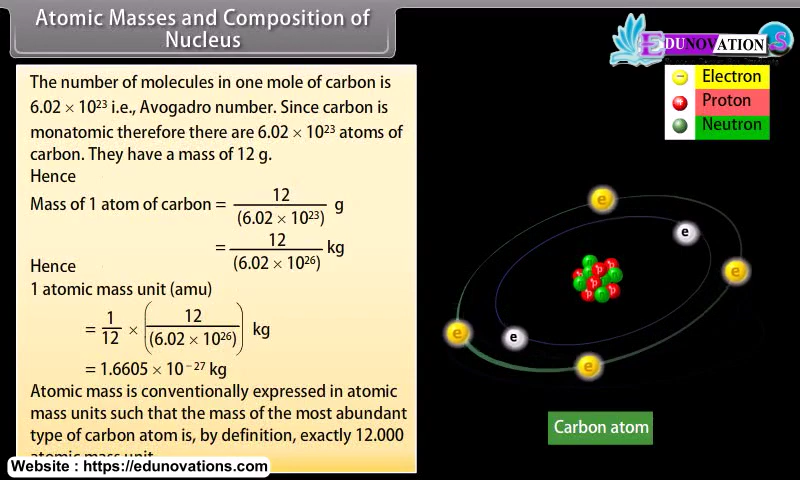 Atomic Masses and Composition of
Nucleus
EDUNOVATION S
The number of molecules in one mole of carbon is
6.02 × 10²³ i.e., Avogadro number. Since carbon is
monatomic therefore there are 6.02 × 10²³ atoms of
carbon. They have a mass of 12 g.
Hence
Mass of 1 atom of carbon = 12 / (6.02 × 10²³) g
= 12 / (6.02 × 10²⁶) kg
Hence
1 atomic mass unit (amu)
= 1/12 × (12 / (6.02 × 10²⁶)) kg
= 1.6605 × 10⁻²⁷ kg
Atomic mass is conventionally expressed in atomic
mass units such that the mass of the most abundant
type of carbon atom is, by definition, exactly 12.000
atomic mass unit
Website : https://edunovations.com
− Electron
+ Proton
Neutron
e
e
e
e
e
e
p
p
p
p
p
p
Carbon atom